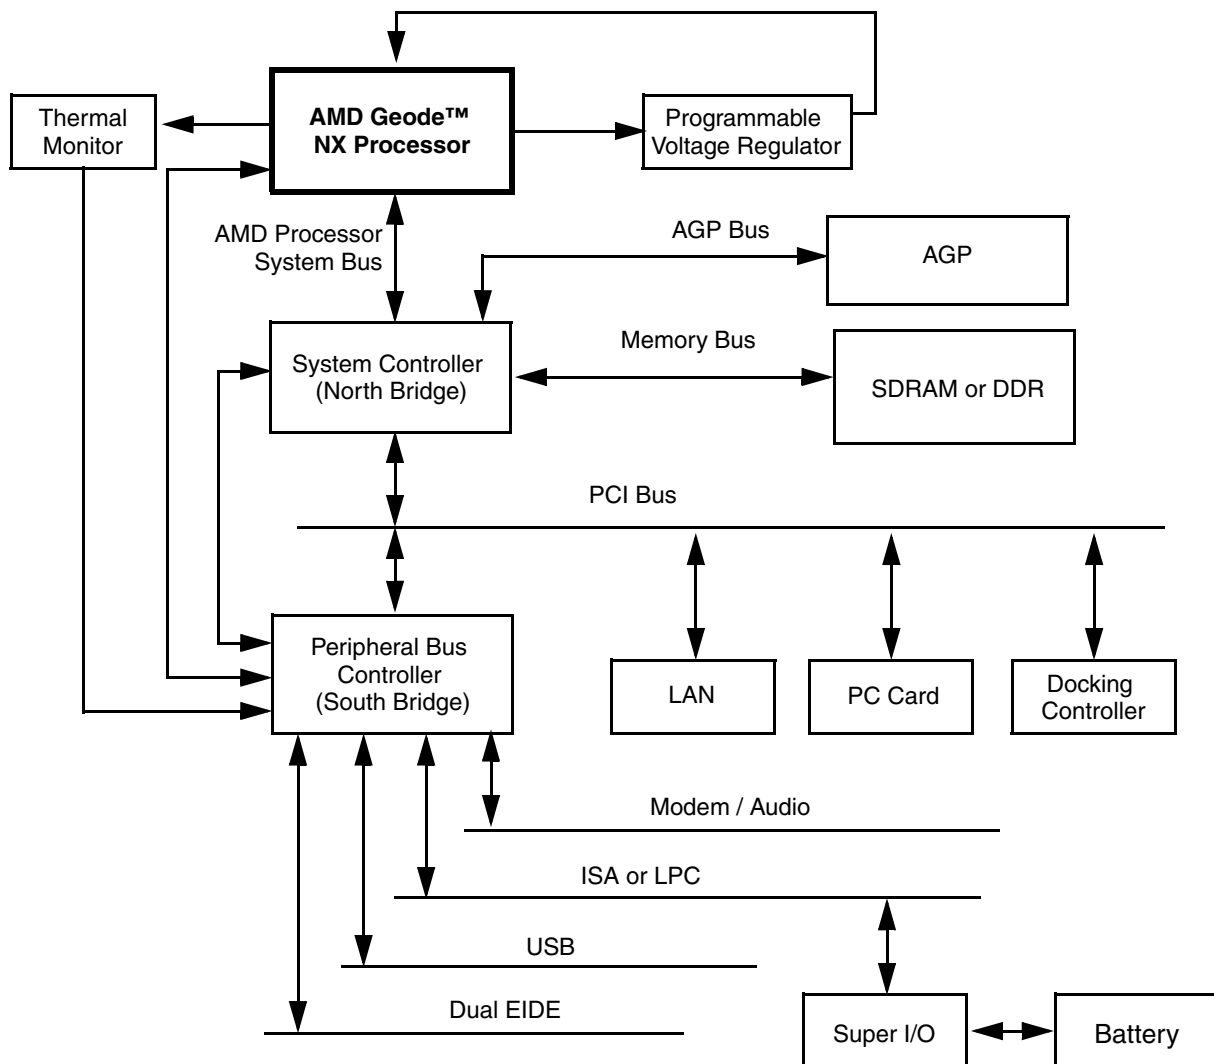 Thermal
Monitor
AMD Geode™
NX Processor
Programmable
Voltage Regulator
AMD Processor
System Bus
AGP Bus
AGP
System Controller
(North Bridge)
Memory Bus
SDRAM or DDR
PCI Bus
Peripheral Bus
Controller
(South Bridge)
LAN
PC Card
Docking
Controller
Modem / Audio
ISA or LPC
USB
Dual EIDE
Super I/O
Battery